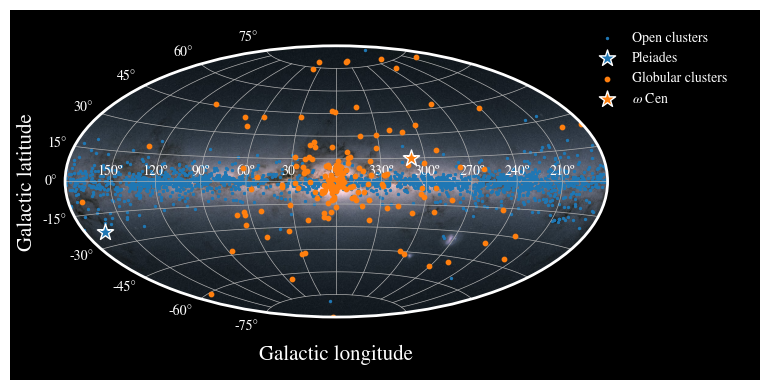 Open clusters
Pleiades
Globular clusters
ω Cen
75°
60°
45°
30°
15°
0°
-15°
-30°
-45°
-60°
-75°
150° 120° 90° 60° 30° 330° 300° 270° 240° 210°
Galactic latitude
Galactic longitude